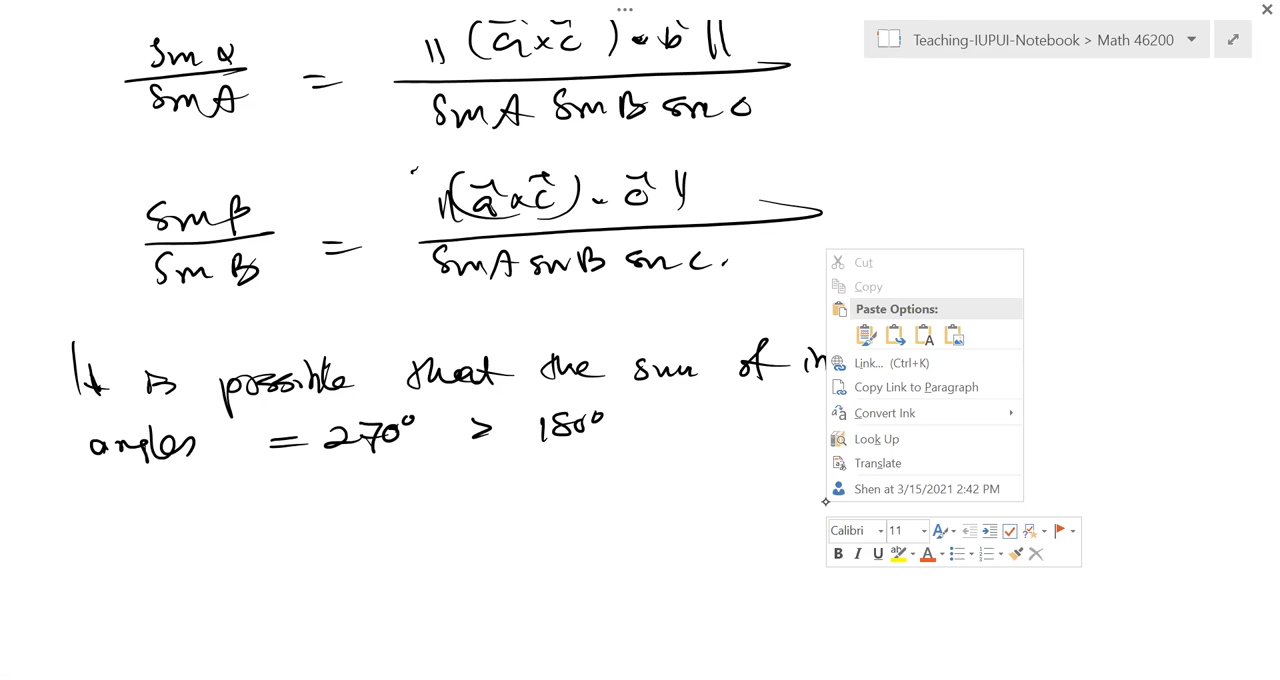 Teaching-IUPUI-Notebook > Math 46200
sin α / sin A = ‖(a⃗ × c⃗) • b⃗‖ / sin A sin B sin C
sin β / sin B = ‖(a⃗ × c⃗) · b⃗‖ / sin A sin B sin C.
It is possible that the sum of in
angles = 270° > 180°
Cut
Copy
Paste Options:
Link... (Ctrl+K)
Copy Link to Paragraph
Convert Ink
Look Up
Translate
Shen at 3/15/2021 2:42 PM
Calibri 11
B I U ab A